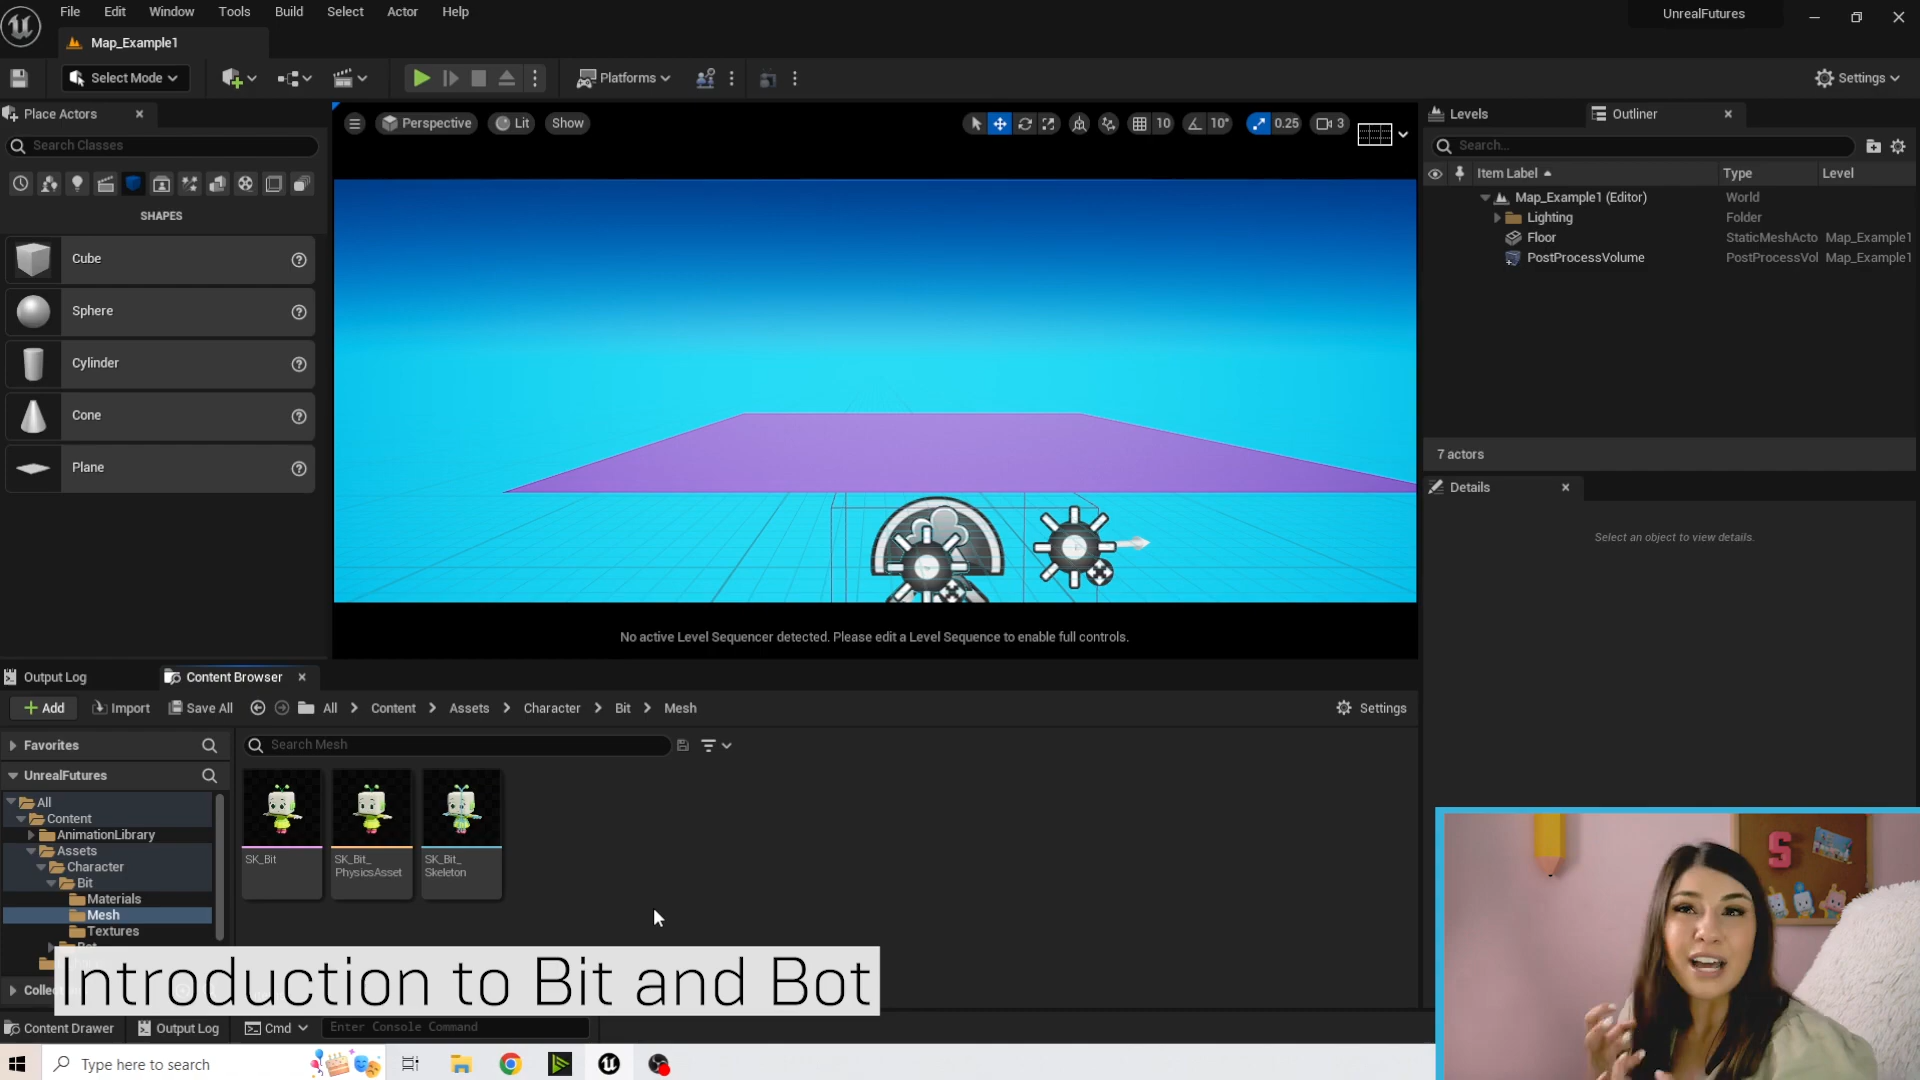 File Edit Window Tools Build Select Actor Help
UnrealFutures
Map_Example1
Select Mode
Platforms
Settings
Place Actors
Search Classes
SHAPES
Cube
Sphere
Cylinder
Cone
Plane
Perspective Lit Show
10 10° 0.25 3
No active Level Sequencer detected. Please edit a Level Sequence to enable full controls.
Levels Outliner
Search...
Item Label Type Level
Map_Example1 (Editor) World
Lighting Folder
Floor StaticMeshActo Map_Example1
PostProcessVolume PostProcessVol Map_Example1
7 actors
Details
Select an object to view details.
Output Log Content Browser
Add Import Save All All Content Assets Character Bit Mesh Settings
Favorites
Search Mesh
UnrealFutures
All
Content
AnimationLibrary
Assets
Character
Bit
Materials
Mesh
Textures
SK_Bit
SK_Bit_
PhysicsAsset
SK_Bit_
Skeleton
Introduction to Bit and Bot
Content Drawer Output Log Cmd Enter Console Command
Type here to search
S